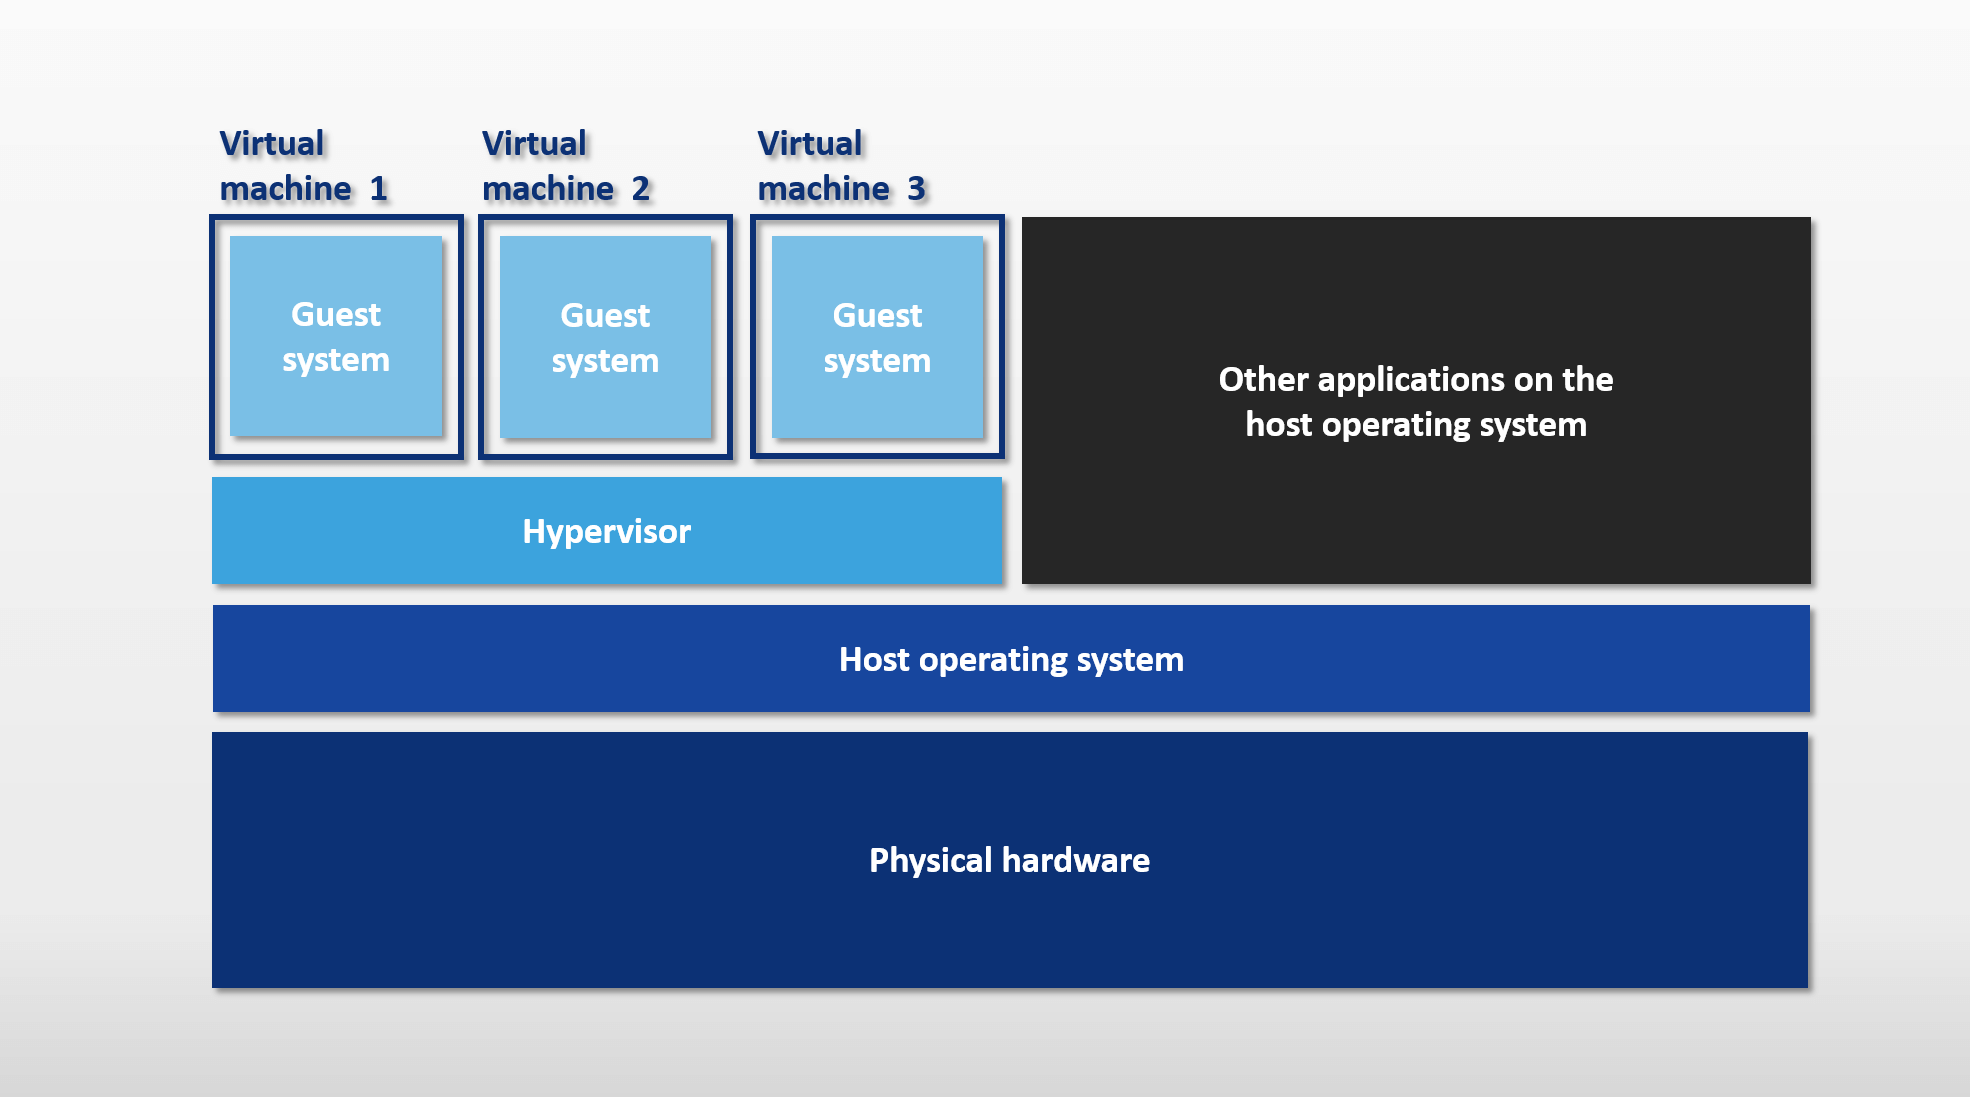 Virtual
machine 1
Virtual
machine 2
Virtual
machine 3
Guest
system
Guest
system
Guest
system
Other applications on the
host operating system
Hypervisor
Host operating system
Physical hardware